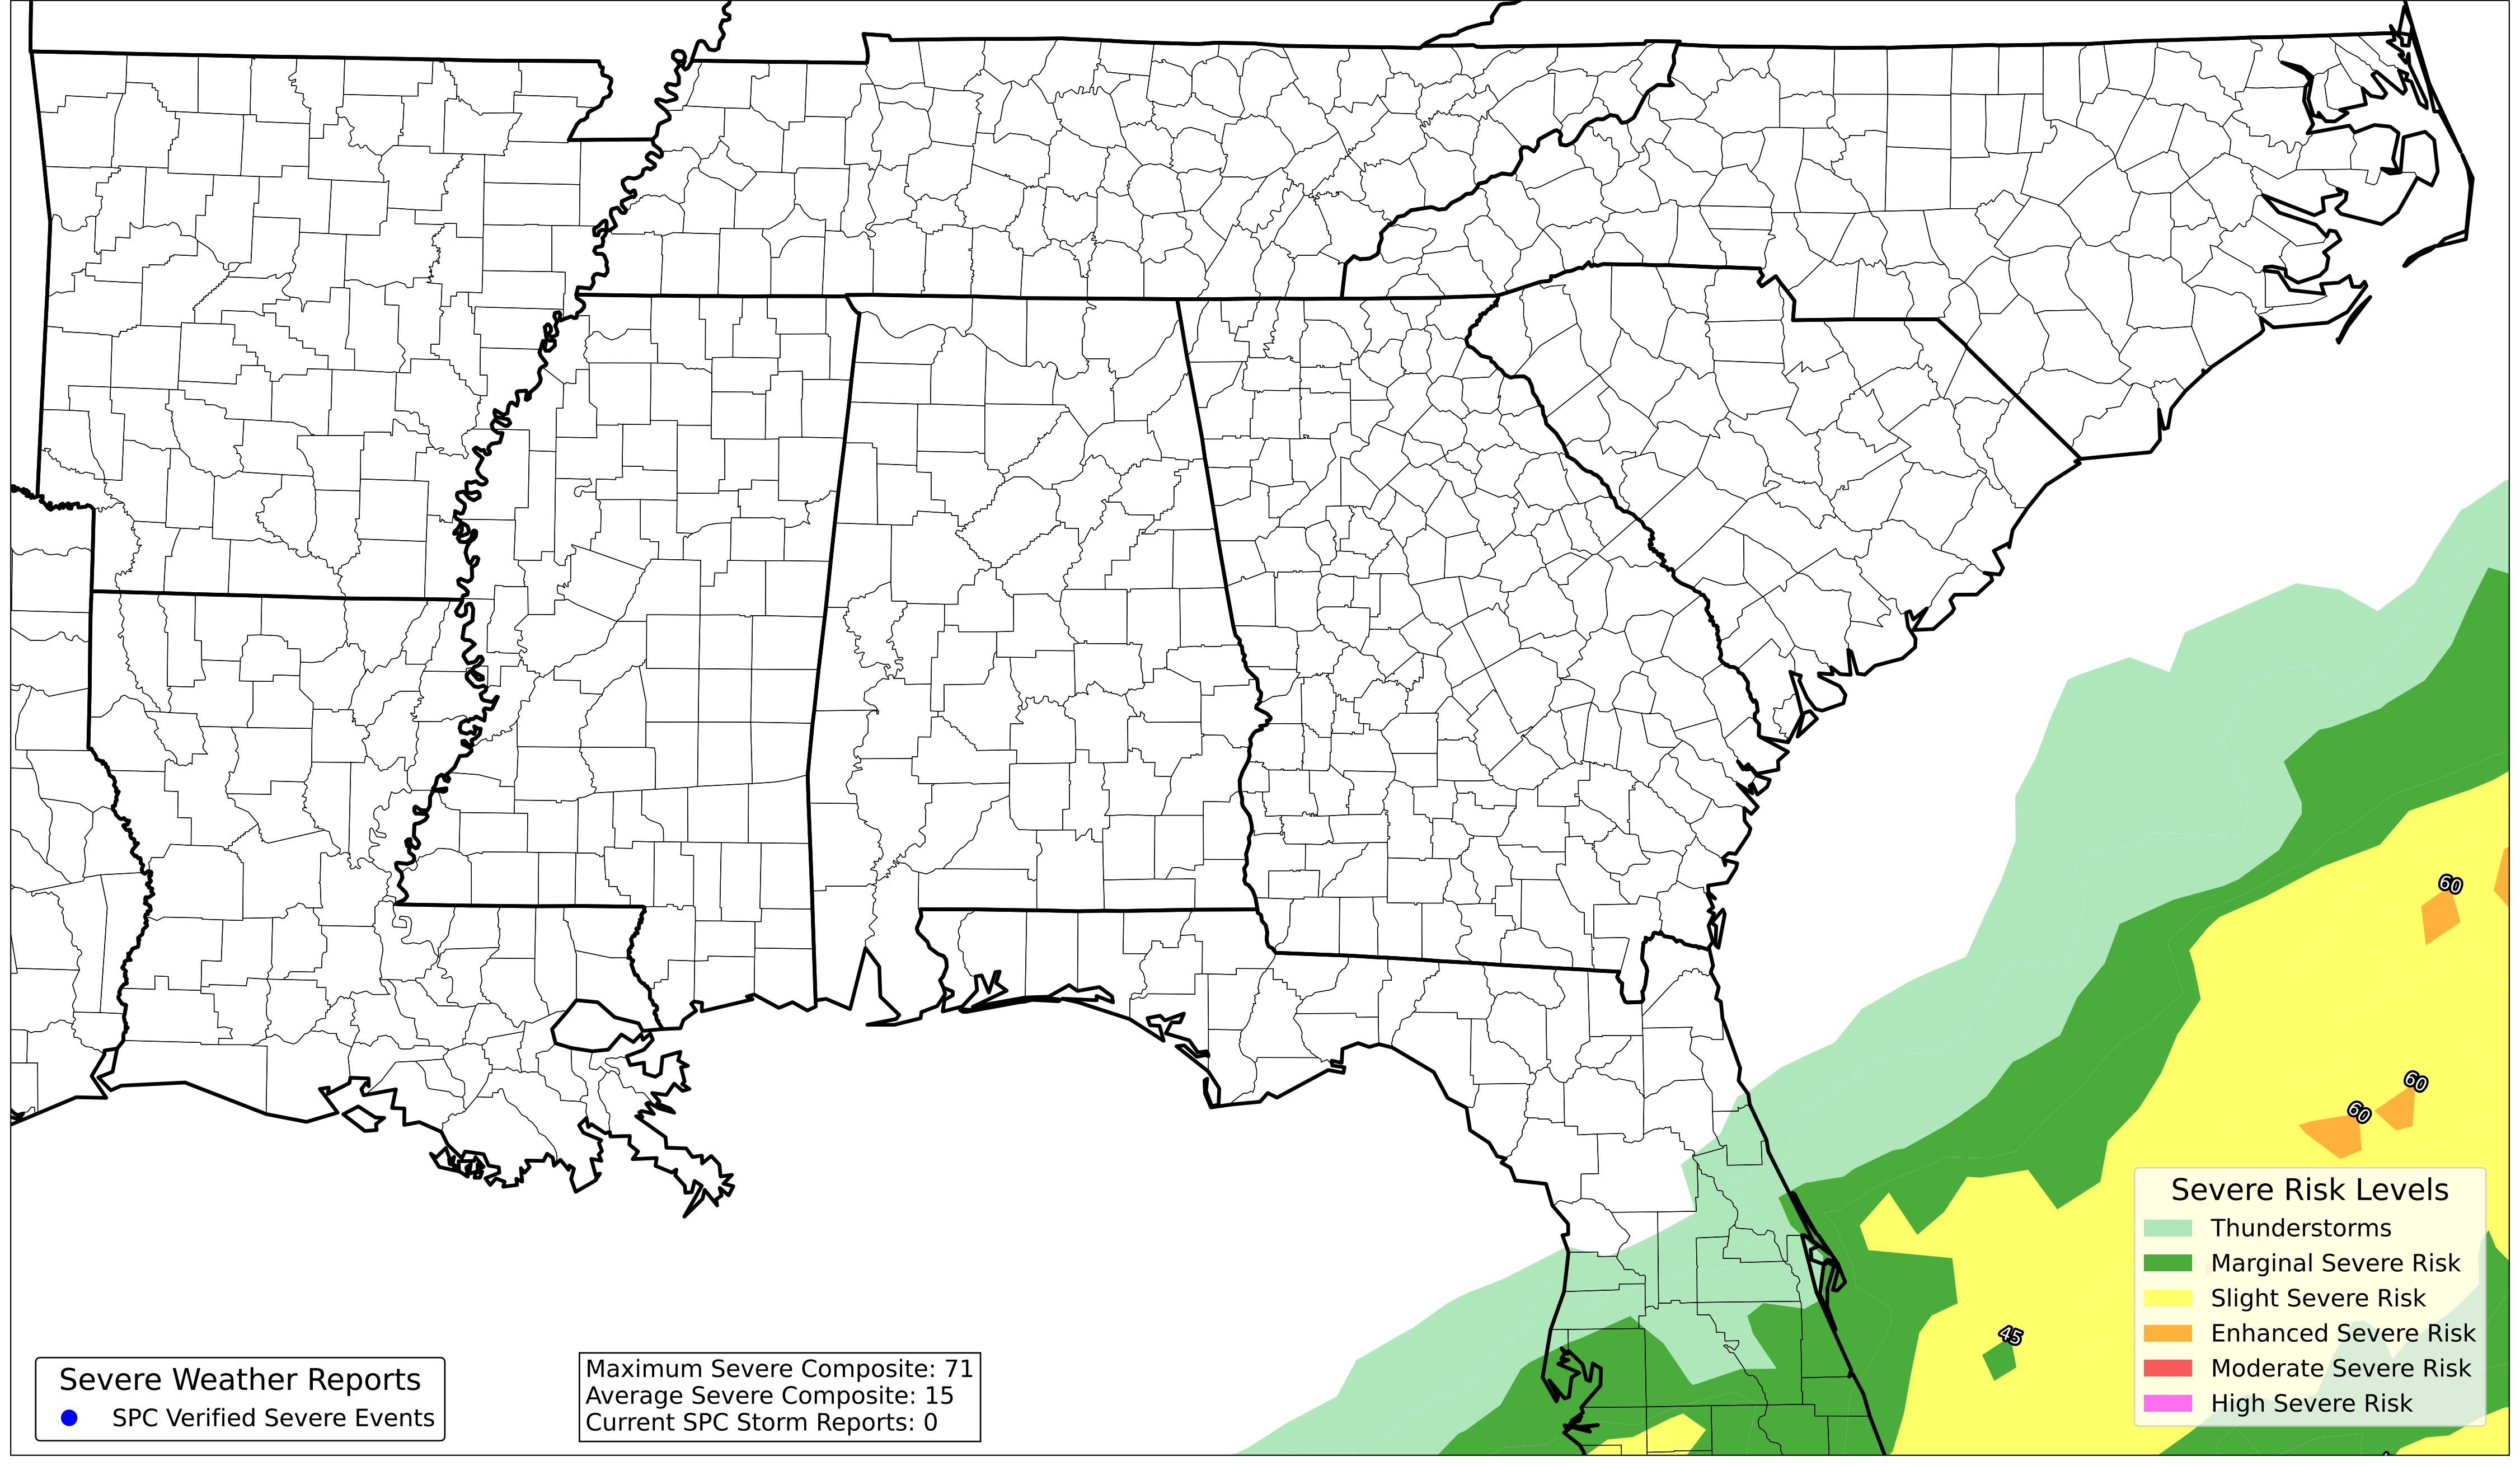 60
60
60
45
Severe Risk Levels
Thunderstorms
Marginal Severe Risk
Slight Severe Risk
Enhanced Severe Risk
Moderate Severe Risk
High Severe Risk
Severe Weather Reports
SPC Verified Severe Events
Maximum Severe Composite: 71
Average Severe Composite: 15
Current SPC Storm Reports: 0